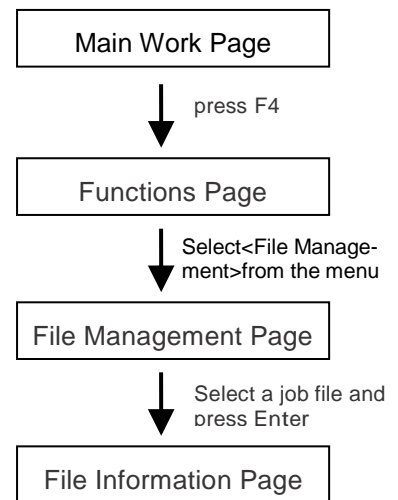 Main Work Page
press F4
Functions Page
Select<File Manage-
ment>from the menu
File Management Page
Select a job file and
press Enter
File Information Page